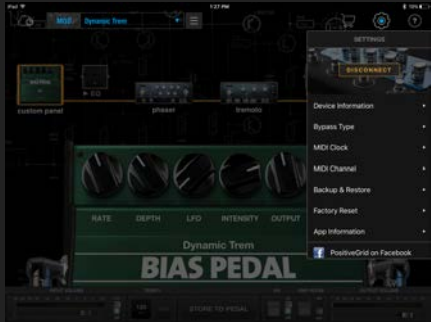 iPad
1:27 PM
MOD
Dynamic Trem
SETTINGS
DISCONNECT
Device Information
Bypass Type
MIDI Clock
MIDI Channel
Backup & Restore
Factory Reset
App Information
PositiveGrid on Facebook
EQ
custom panel
phaser
tremolo
RATE
DEPTH
LFO
INTENSITY
OUTPUT
Dynamic Trem
BIAS PEDAL
STORE TO PEDAL